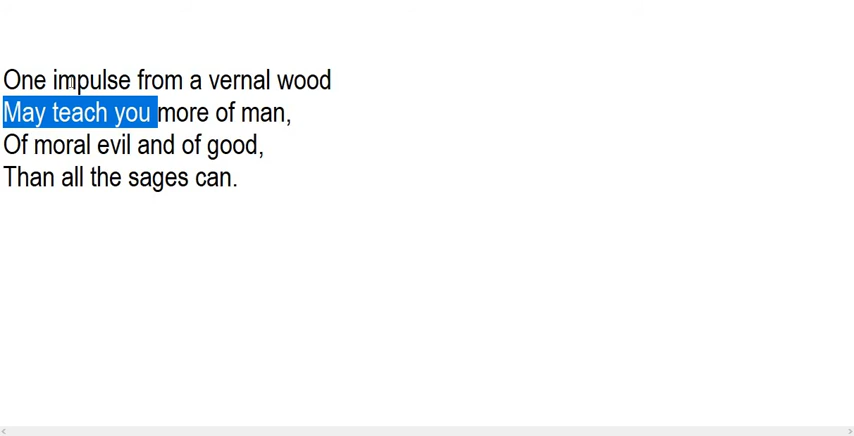 One impulse from a vernal wood
May teach you more of man,
Of moral evil and of good,
Than all the sages can.